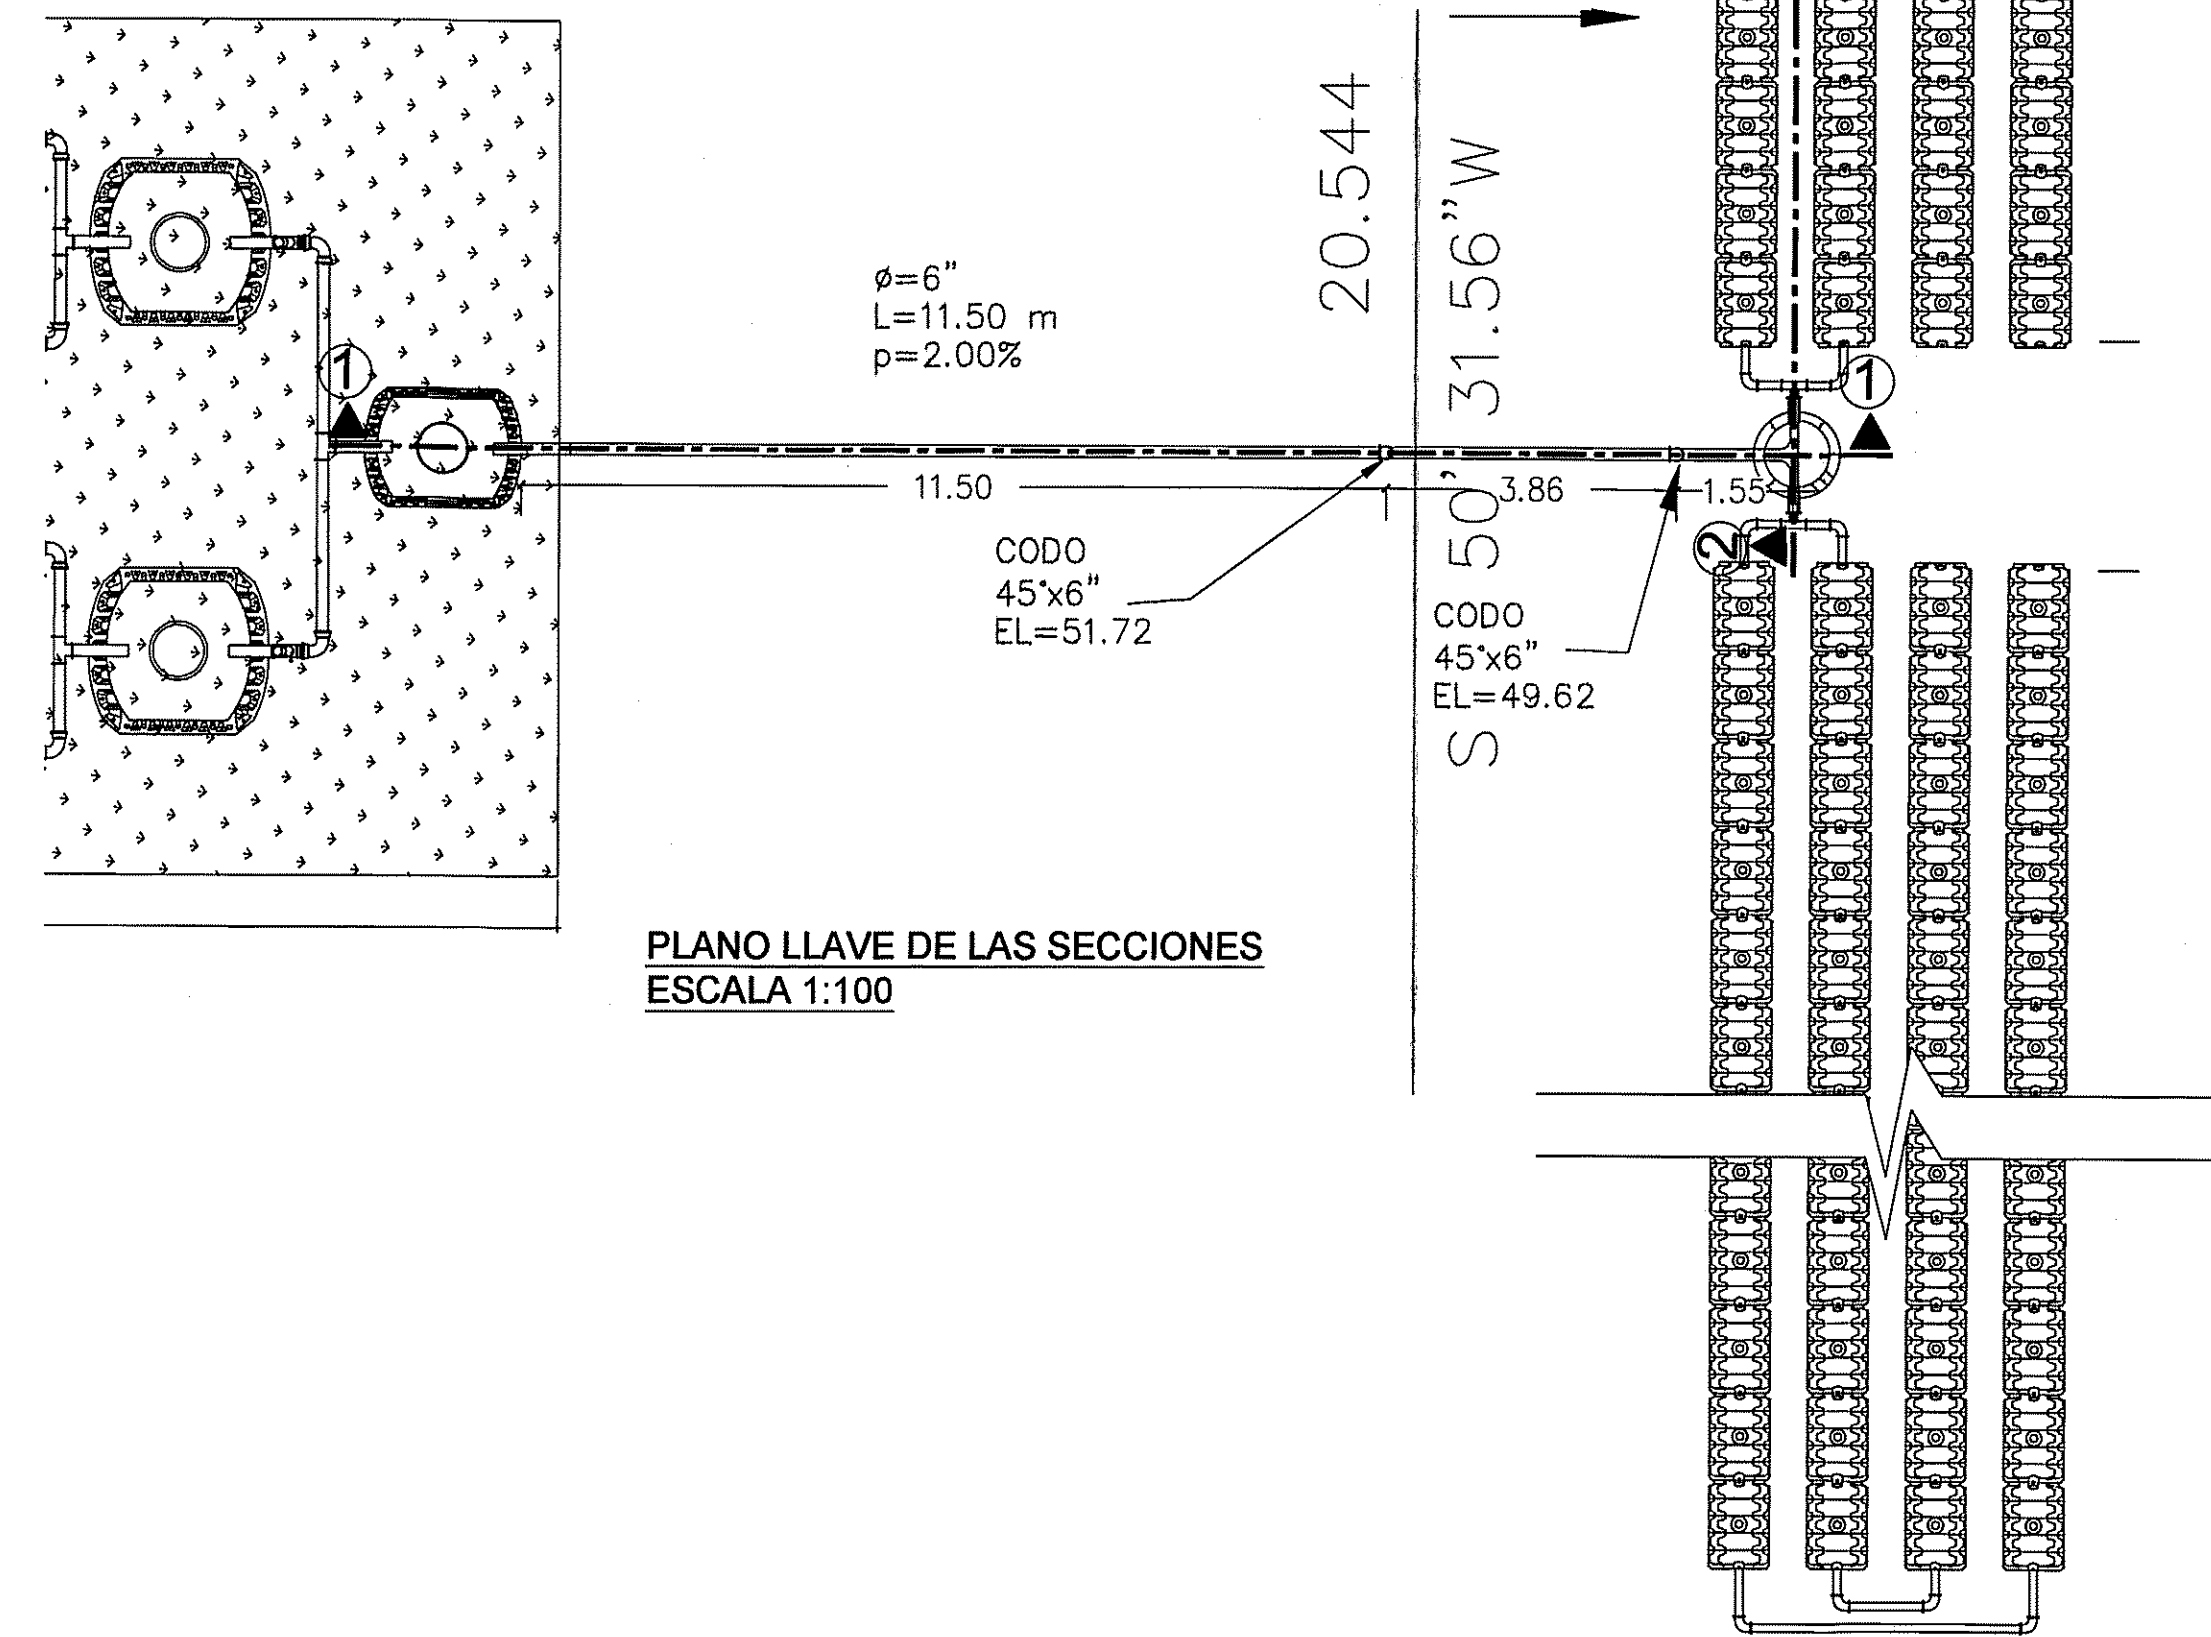 20.544
S 50' 31.56"W
ø=6"
L=11.50 m
p=2.00%
1
1
11.50
3.86
1.55
2
CODO
45°x6"
EL=51.72
CODO
45°x6"
EL=49.62
PLANO LLAVE DE LAS SECCIONES
ESCALA 1:100